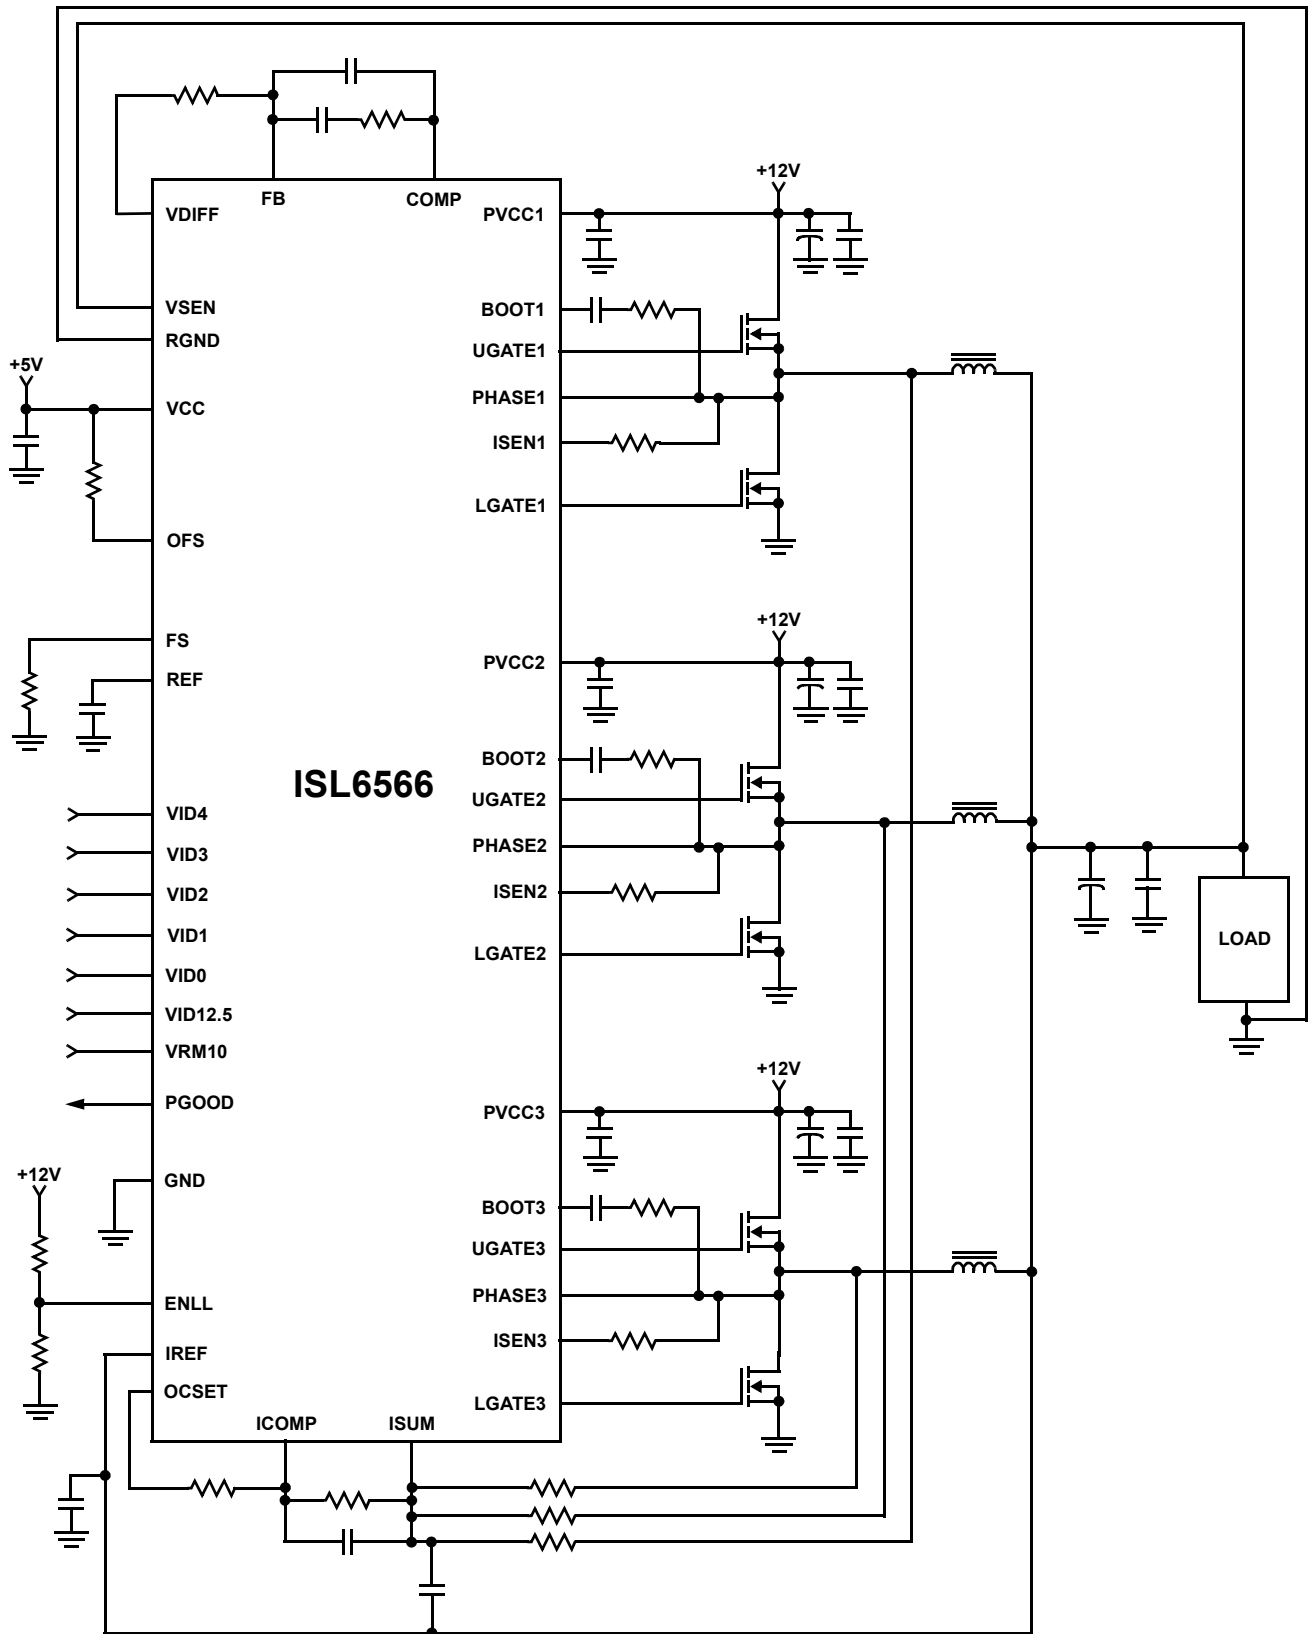 +12V
FB
COMP
VDIFF
PVCC1
VSEN
BOOT1
RGND
UGATE1
+5V
PHASE1
VCC
ISEN1
LGATE1
OFS
+12V
FS
PVCC2
REF
BOOT2
ISL6566
UGATE2
VID4
PHASE2
VID3
ISEN2
VID2
VID1
LOAD
LGATE2
VID0
VID12.5
VRM10
+12V
PGOOD
PVCC3
+12V
GND
BOOT3
UGATE3
PHASE3
ENLL
ISEN3
IREF
OCSET
LGATE3
ICOMP
ISUM